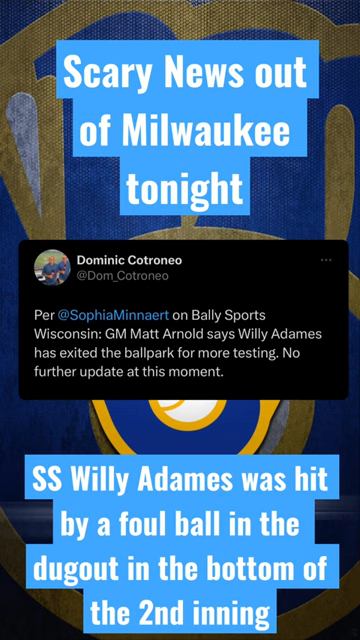 Scary News out
of Milwaukee
tonight
Dominic Cotroneo
@Dom_Cotroneo
Per @SophiaMinnaert on Bally Sports
Wisconsin: GM Matt Arnold says Willy Adames
has exited the ballpark for more testing. No
further update at this moment.
SS Willy Adames was hit
by a foul ball in the
dugout in the bottom of
the 2nd inning